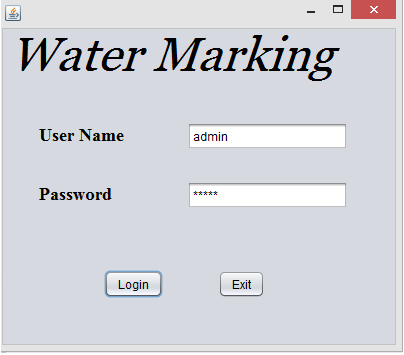 Water Marking
User Name admin
Password *****
Login Exit